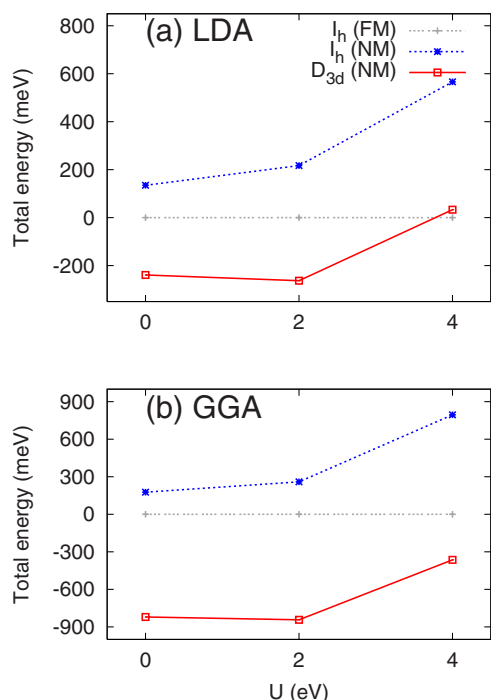 (a) LDA
I_h (FM)
I_h (NM)
D_3d (NM)
Total energy (meV)
800
600
400
200
0
-200
0 2 4
(b) GGA
Total energy (meV)
900
600
300
0
-300
-600
-900
0 2 4
U (eV)